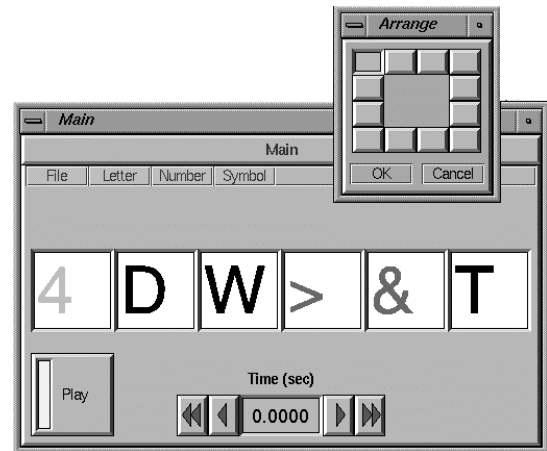 Arrange
OK Cancel
Main
Main
File Letter Number Symbol
4 D W > & T
Play
Time (sec)
0.0000